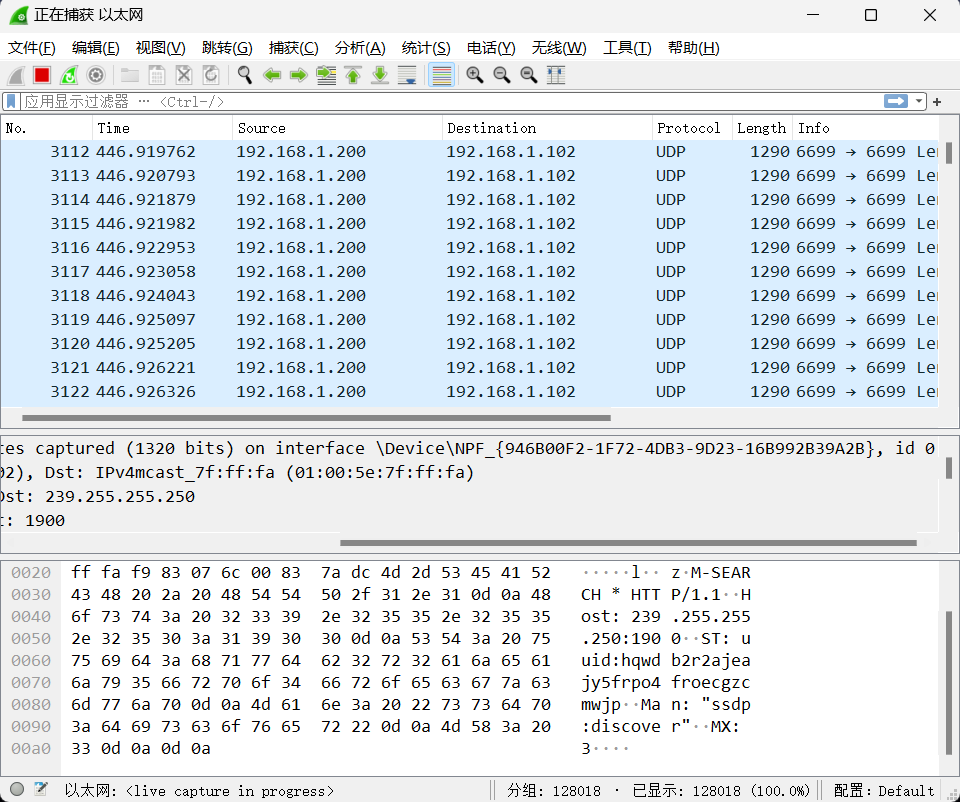 正在捕获 以太网
文件(F) 编辑(E) 视图(V) 跳转(G) 捕获(C) 分析(A) 统计(S) 电话(Y) 无线(W) 工具(T) 帮助(H)
应用显示过滤器 … <Ctrl-/>
No. Time Source Destination Protocol Length Info
3112 446.919762 192.168.1.200 192.168.1.102 UDP 1290 6699 → 6699 Le
3113 446.920793 192.168.1.200 192.168.1.102 UDP 1290 6699 → 6699 Le
3114 446.921879 192.168.1.200 192.168.1.102 UDP 1290 6699 → 6699 Le
3115 446.921982 192.168.1.200 192.168.1.102 UDP 1290 6699 → 6699 Le
3116 446.922953 192.168.1.200 192.168.1.102 UDP 1290 6699 → 6699 Le
3117 446.923058 192.168.1.200 192.168.1.102 UDP 1290 6699 → 6699 Le
3118 446.924043 192.168.1.200 192.168.1.102 UDP 1290 6699 → 6699 Le
3119 446.925097 192.168.1.200 192.168.1.102 UDP 1290 6699 → 6699 Le
3120 446.925205 192.168.1.200 192.168.1.102 UDP 1290 6699 → 6699 Le
3121 446.926221 192.168.1.200 192.168.1.102 UDP 1290 6699 → 6699 Le
3122 446.926326 192.168.1.200 192.168.1.102 UDP 1290 6699 → 6699 Le
tes captured (1320 bits) on interface \Device\NPF_{946B00F2-1F72-4DB3-9D23-16B992B39A2B}, id 0
02), Dst: IPv4mcast_7f:ff:fa (01:00:5e:7f:ff:fa)
Dst: 239.255.255.250
t: 1900
0020 ff fa f9 83 07 6c 00 83 7a dc 4d 2d 53 45 41 52 ·····l·· z·M-SEAR
0030 43 48 20 2a 20 48 54 54 50 2f 31 2e 31 0d 0a 48 CH * HTT P/1.1··H
0040 6f 73 74 3a 20 32 33 39 2e 32 35 35 2e 32 35 35 ost: 239 .255.255
0050 2e 32 35 30 3a 31 39 30 30 0d 0a 53 54 3a 20 75 .250:190 0··ST: u
0060 75 69 64 3a 68 71 77 64 62 32 72 32 61 6a 65 61 uid:hqwd b2r2ajea
0070 6a 79 35 66 72 70 6f 34 66 72 6f 65 63 67 7a 63 jy5frpo4 froecgzc
0080 6d 77 6a 70 0d 0a 4d 61 6e 3a 20 22 73 73 64 70 mwjp··Ma n: "ssdp
0090 3a 64 69 73 63 6f 76 65 72 22 0d 0a 4d 58 3a 20 :discove r"··MX:
00a0 33 0d 0a 0d 0a 3····
以太网: <live capture in progress> 分组: 128018 · 已显示: 128018 (100.0%) 配置: Default